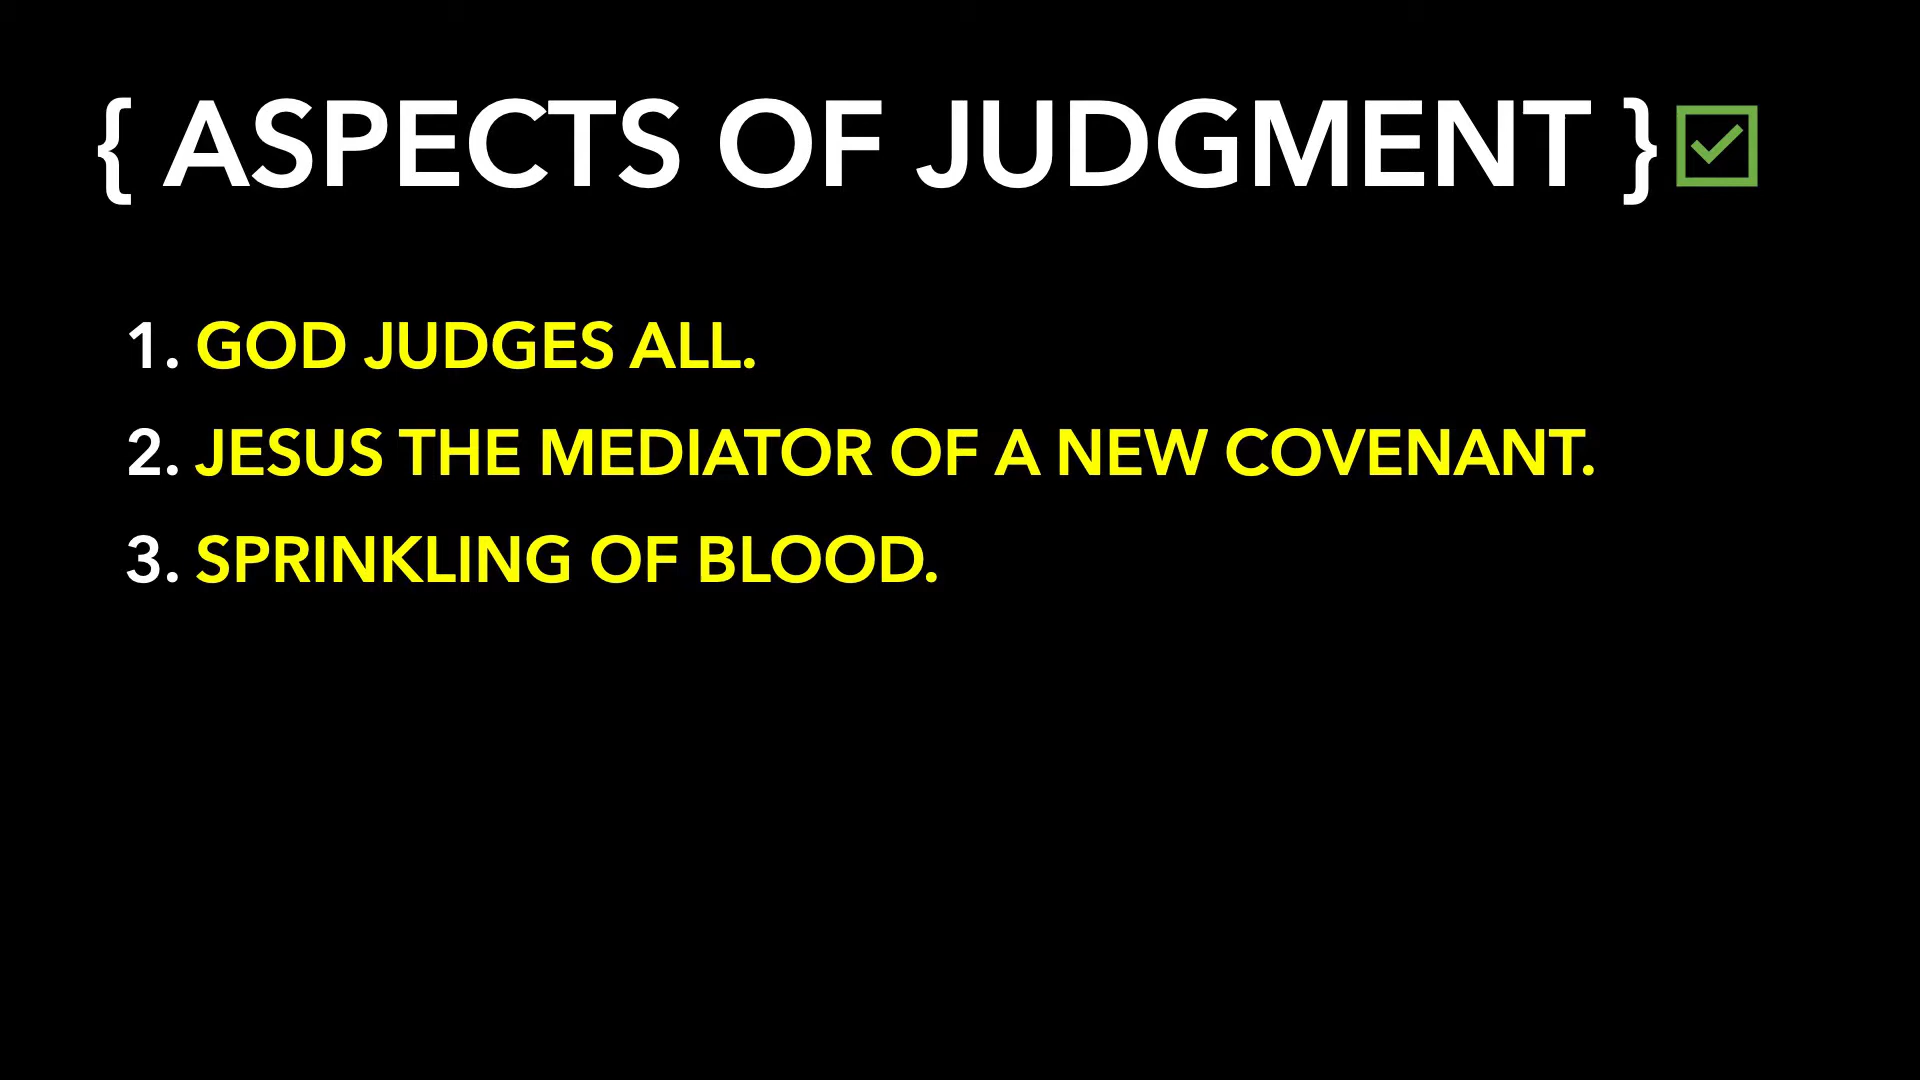 { ASPECTS OF JUDGMENT }
1. GOD JUDGES ALL.
2. JESUS THE MEDIATOR OF A NEW COVENANT.
3. SPRINKLING OF BLOOD.